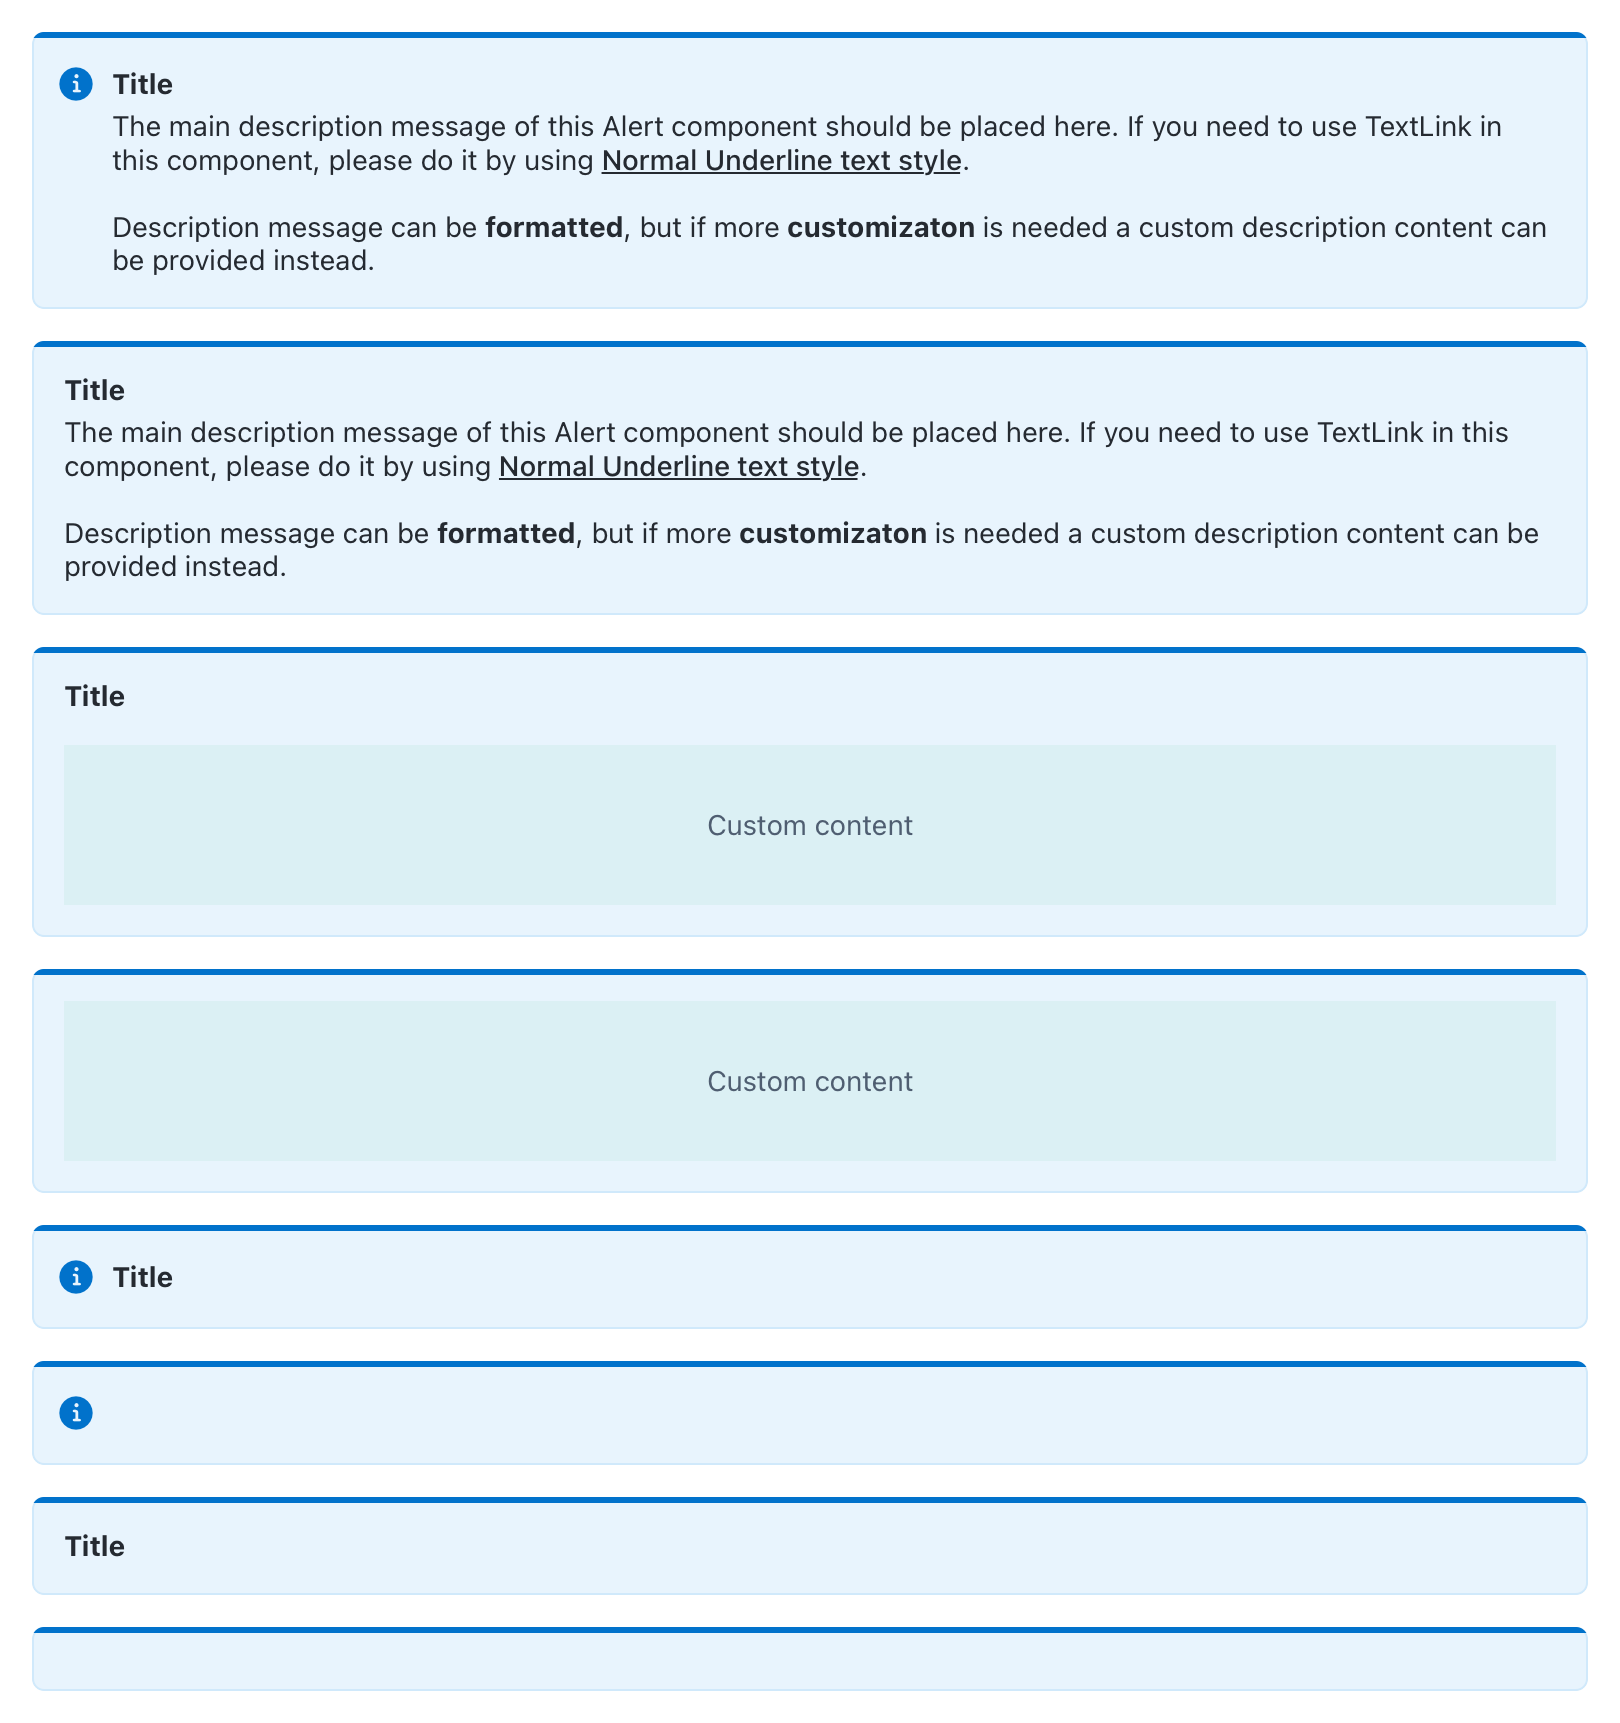 Title
The main description message of this Alert component should be placed here. If you need to use TextLink in
this component, please do it by using Normal Underline text style.
Description message can be formatted, but if more customizaton is needed a custom description content can
be provided instead.
Title
The main description message of this Alert component should be placed here. If you need to use TextLink in this
component, please do it by using Normal Underline text style.
Description message can be formatted, but if more customizaton is needed a custom description content can be
provided instead.
Title
Custom content
Custom content
Title
Title